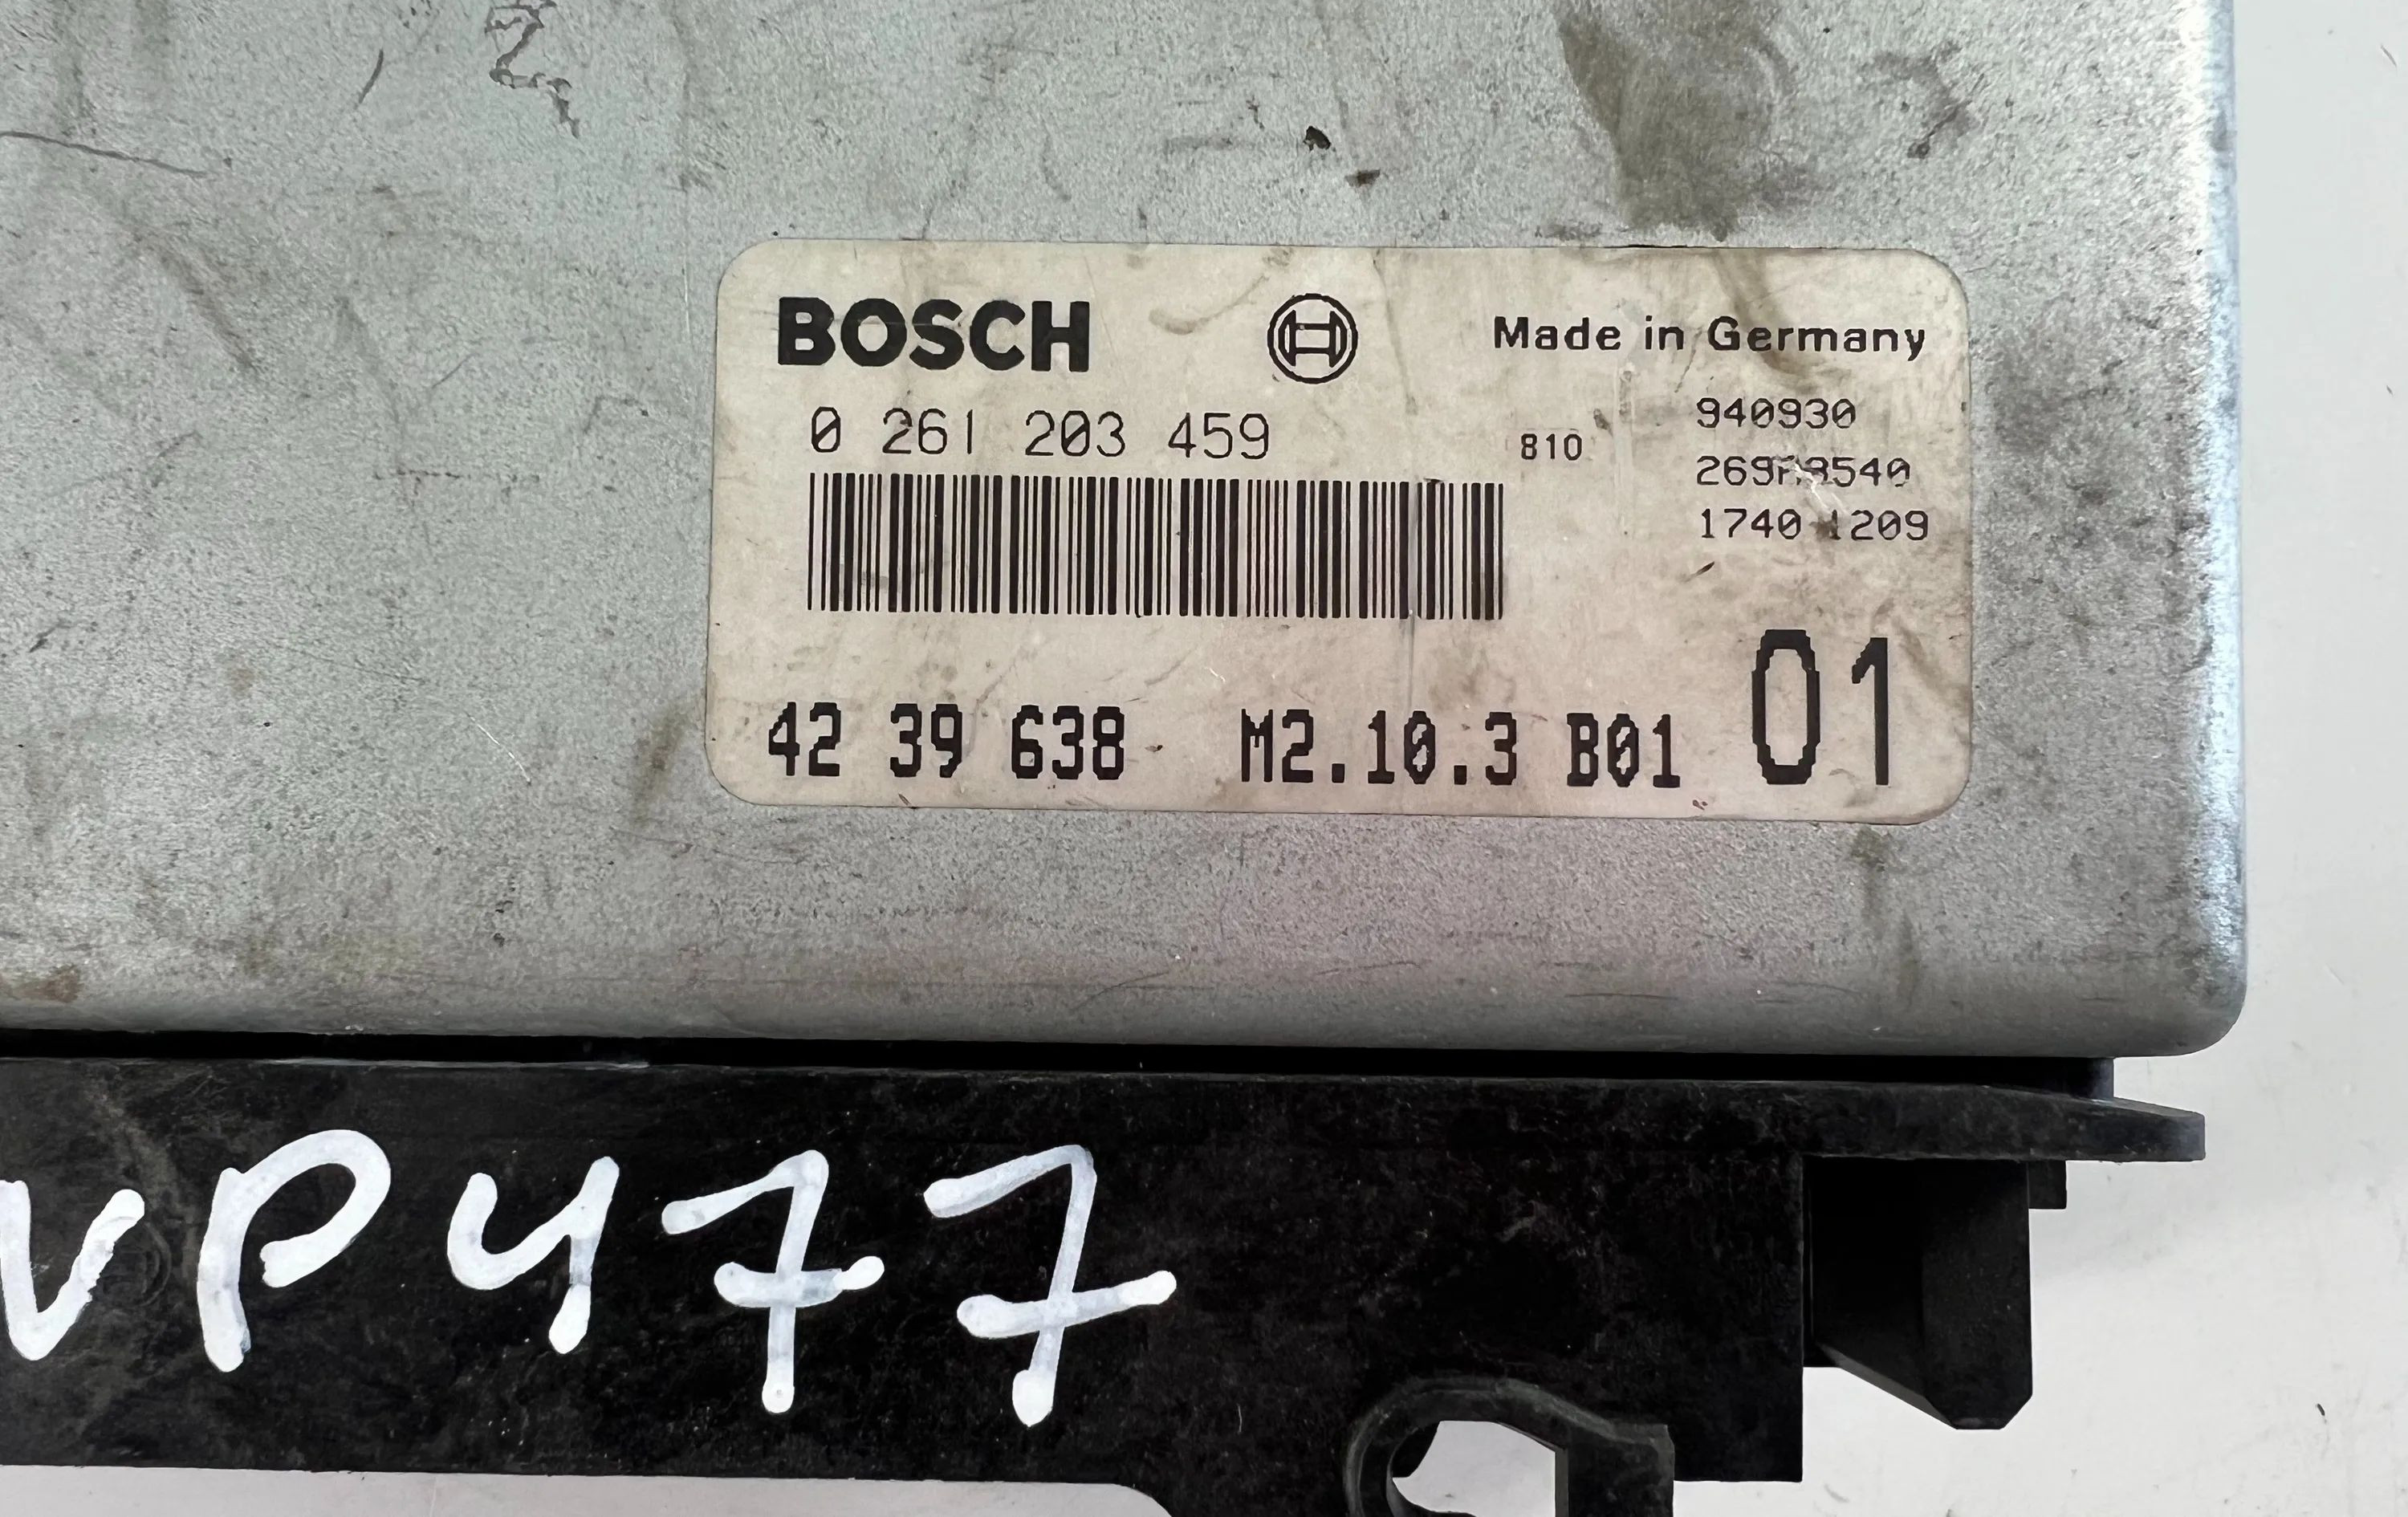 BOSCH Made in Germany
0 261 203 459 810 940930
1740 1209
42 39 638 M2.10.3 B01 01
VP477